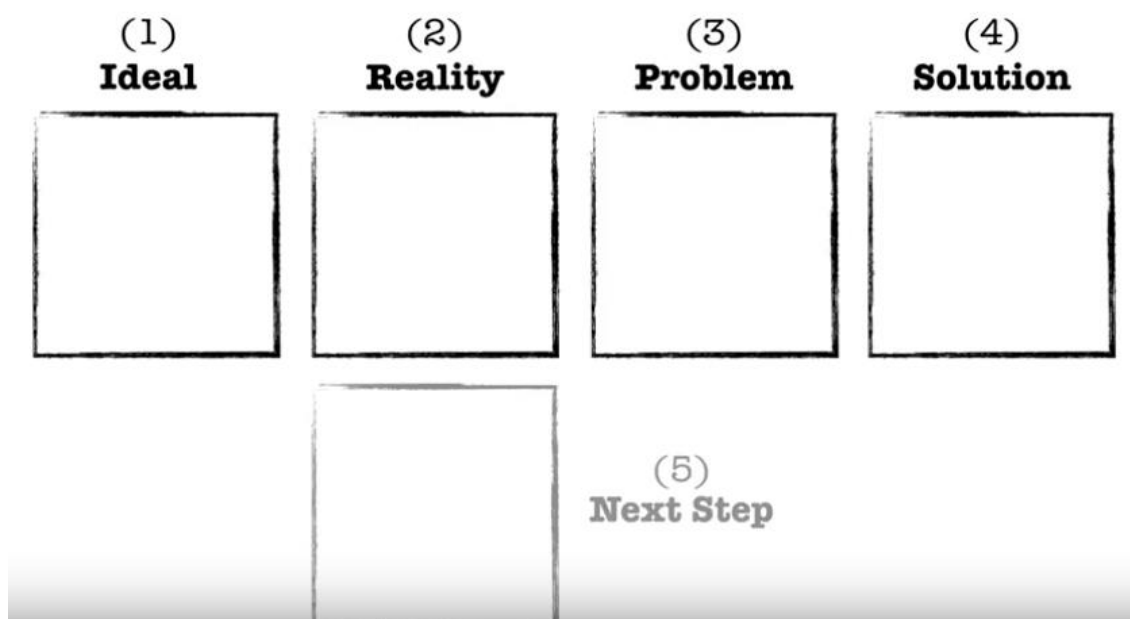 (1)
Ideal
(2)
Reality
(3)
Problem
(4)
Solution
(5)
Next Step